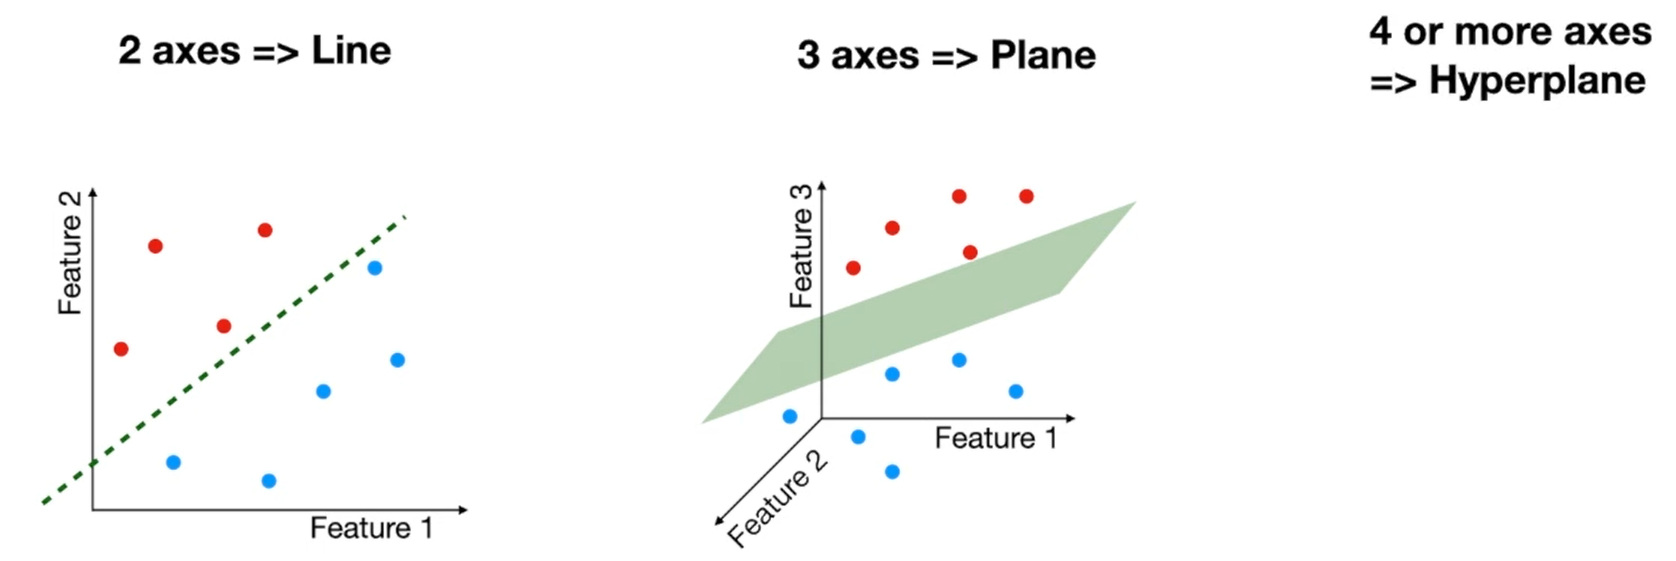 2 axes => Line
Feature 2
Feature 1
3 axes => Plane
Feature 3
Feature 1
Feature 2
4 or more axes
=> Hyperplane